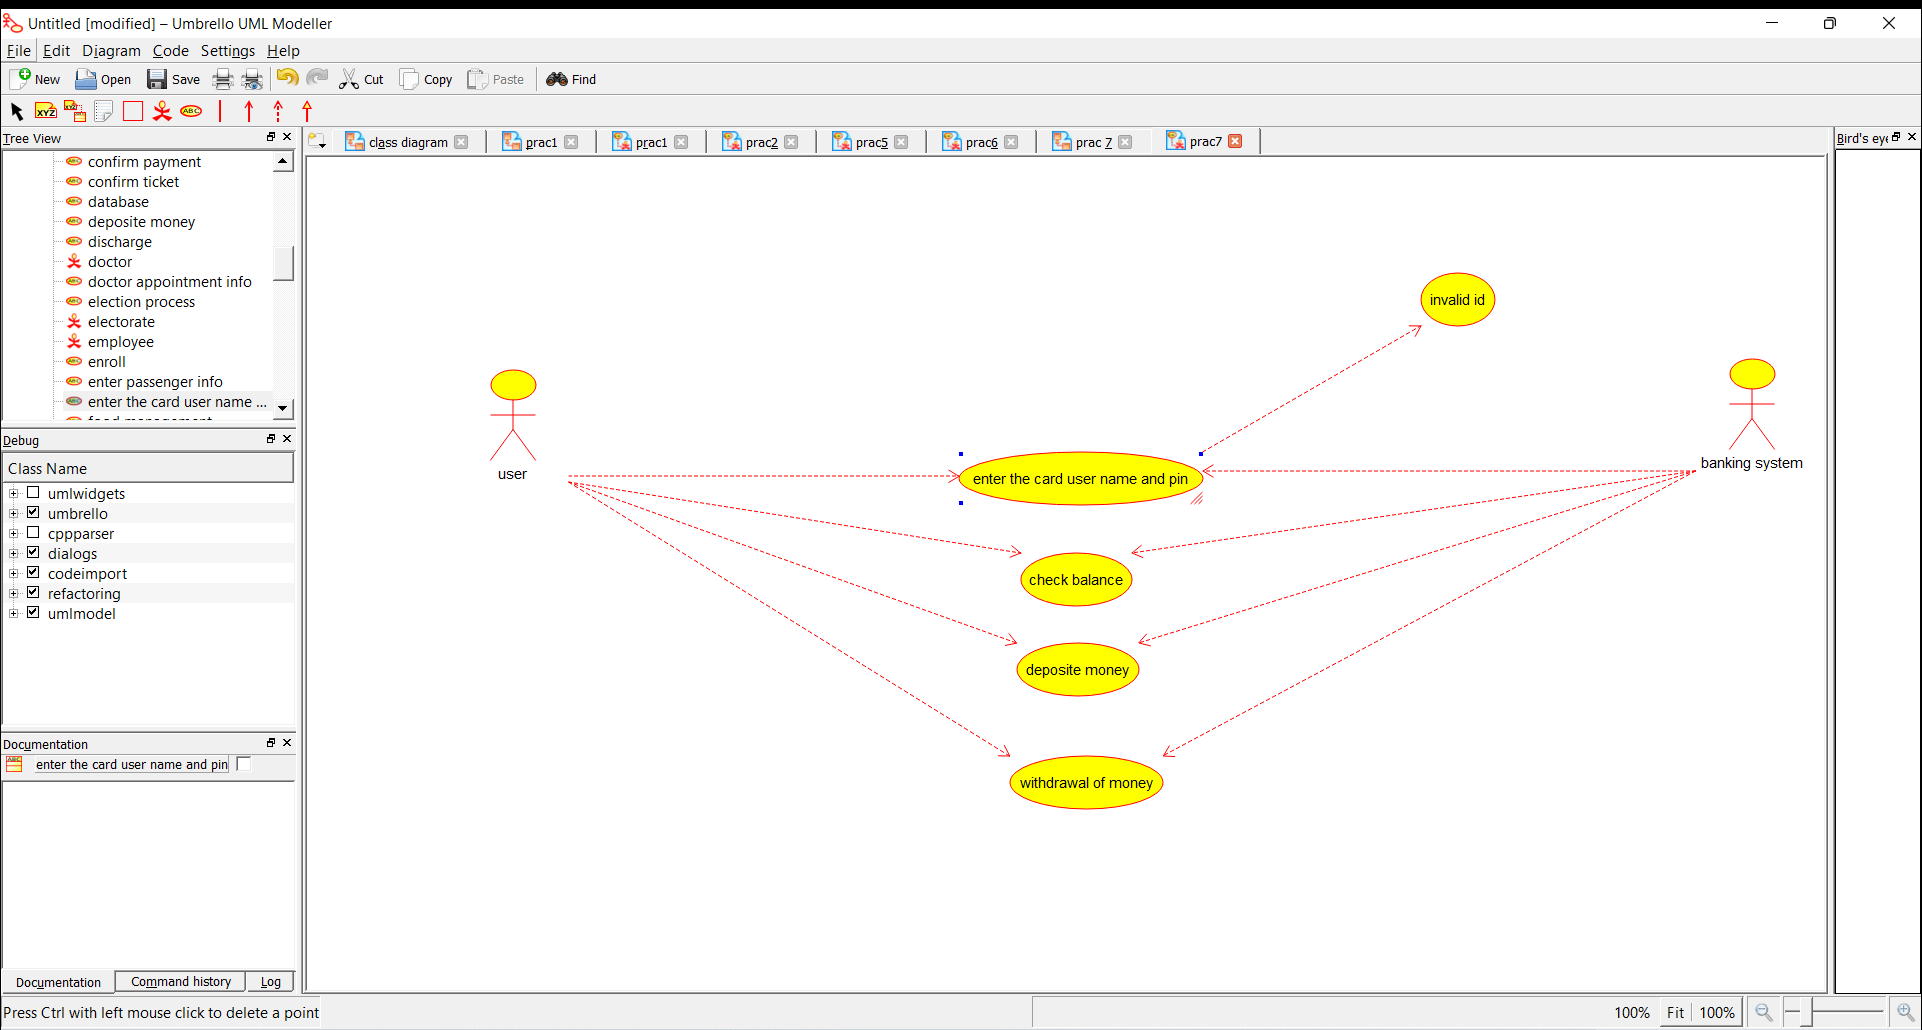 Untitled [modified] – Umbrello UML Modeller
File Edit Diagram Code Settings Help
New Open Save Cut Copy Paste Find
XYZ XYZ ABC
Tree View
confirm payment
confirm ticket
database
deposite money
discharge
doctor
doctor appointment info
election process
electorate
employee
enroll
enter passenger info
enter the card user name ...
Debug
Class Name
umlwidgets
umbrello
cppparser
dialogs
codeimport
refactoring
umlmodel
Documentation
enter the card user name and pin
Documentation Command history Log
class diagram prac1 prac1 prac2 prac5 prac6 prac 7 prac7
Bird's eye
invalid id
user
banking system
enter the card user name and pin
check balance
deposite money
withdrawal of money
Press Ctrl with left mouse click to delete a point
100% Fit 100%